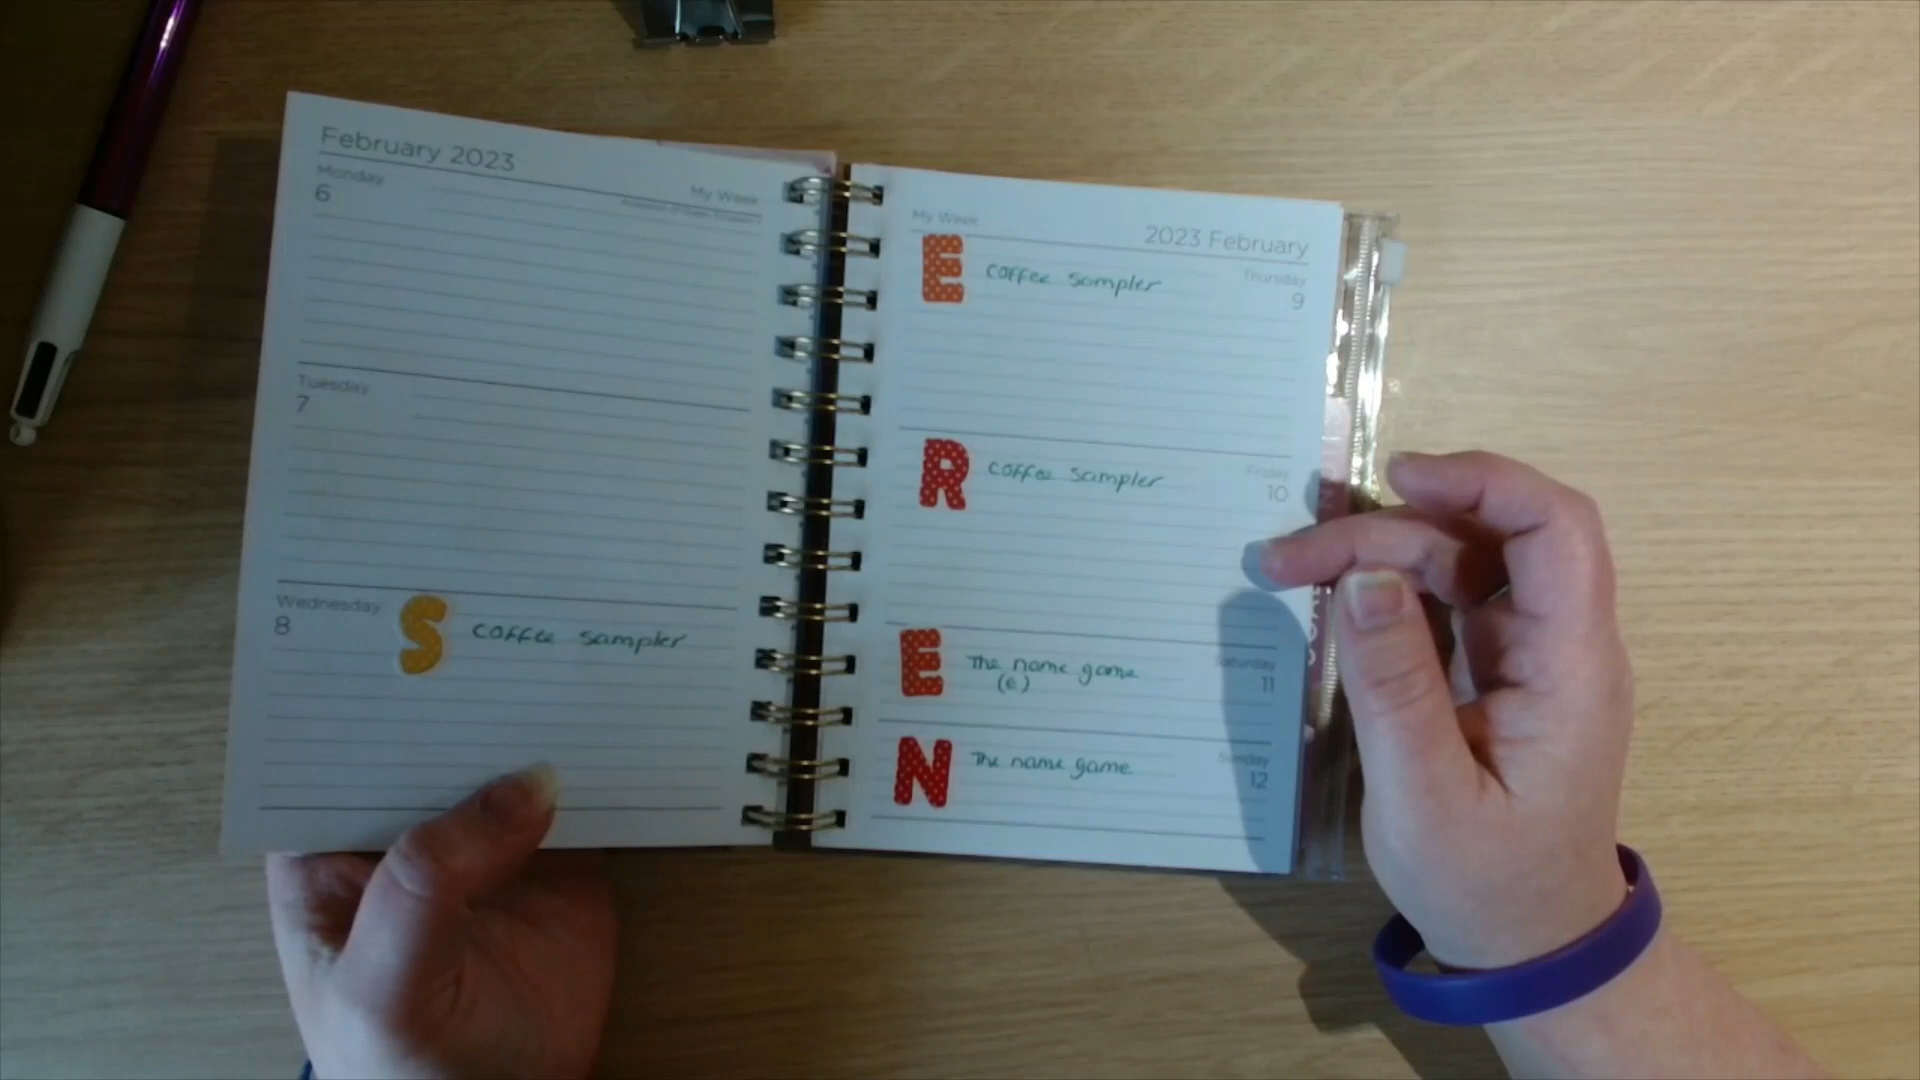 February 2023
Monday
My Week
6
Tuesday
7
Wednesday
8
S
coffee sampler
My Week
2023 February
E
coffee sampler
Thursday
9
R
coffee sampler
Friday
10
E
The name game
(e)
Saturday
11
N
The name game
Sunday
12